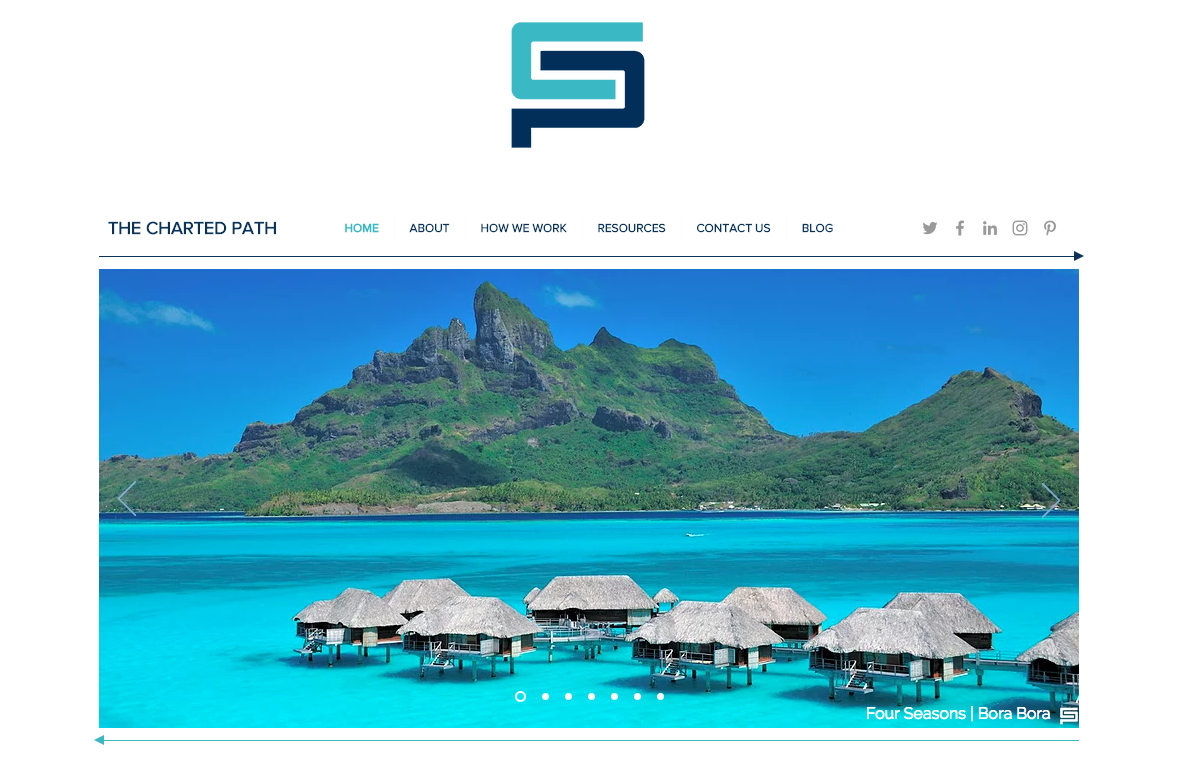 THE CHARTED PATH
HOME ABOUT HOW WE WORK RESOURCES CONTACT US BLOG
Four Seasons | Bora Bora